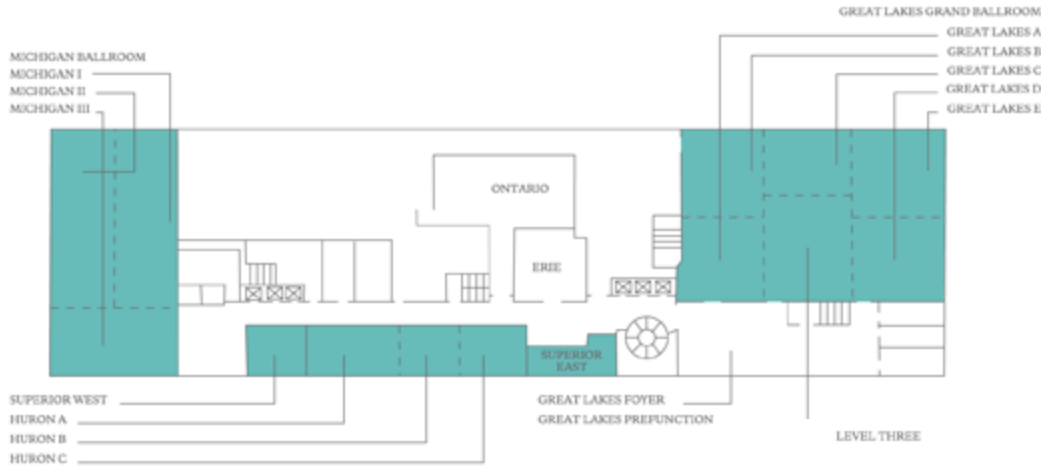 GREAT LAKES GRAND BALLROOM
GREAT LAKES A
GREAT LAKES B
GREAT LAKES C
GREAT LAKES D
GREAT LAKES E
MICHIGAN BALLROOM
MICHIGAN I
MICHIGAN II
MICHIGAN III
ONTARIO
ERIE
SUPERIOR
EAST
SUPERIOR WEST
HURON A
HURON B
HURON C
GREAT LAKES FOYER
GREAT LAKES PREFUNCTION
LEVEL THREE